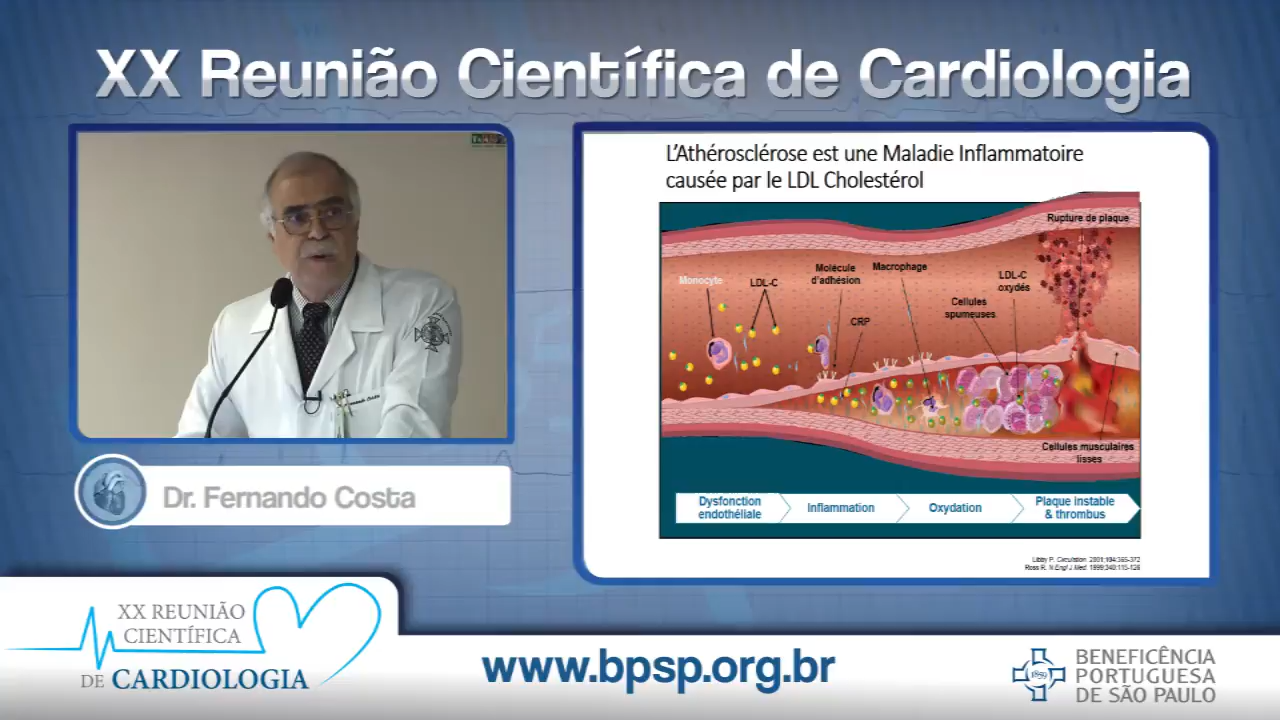 XX Reunião Científica de Cardiologia
Dr. Fernando Costa
L'Athérosclérose est une Maladie Inflammatoire
causée par le LDL Cholestérol
Rupture de plaque
Monocyte
LDL-C
Molécule
d'adhésion
Macrophage
CRP
LDL-C
oxydés
Cellules
spumeuses
Cellules musculaires
lisses
Dysfonction
endothéliale
Inflammation
Oxydation
Plaque instable
& thrombus
Libby P. Circulation 2001;104:365-372
Ross R. N Engl J Med 1999;340:115-126
XX REUNIÃO
CIENTÍFICA
DE CARDIOLOGIA
www.bpsp.org.br
1859
BENEFICÊNCIA
PORTUGUESA
DE SÃO PAULO